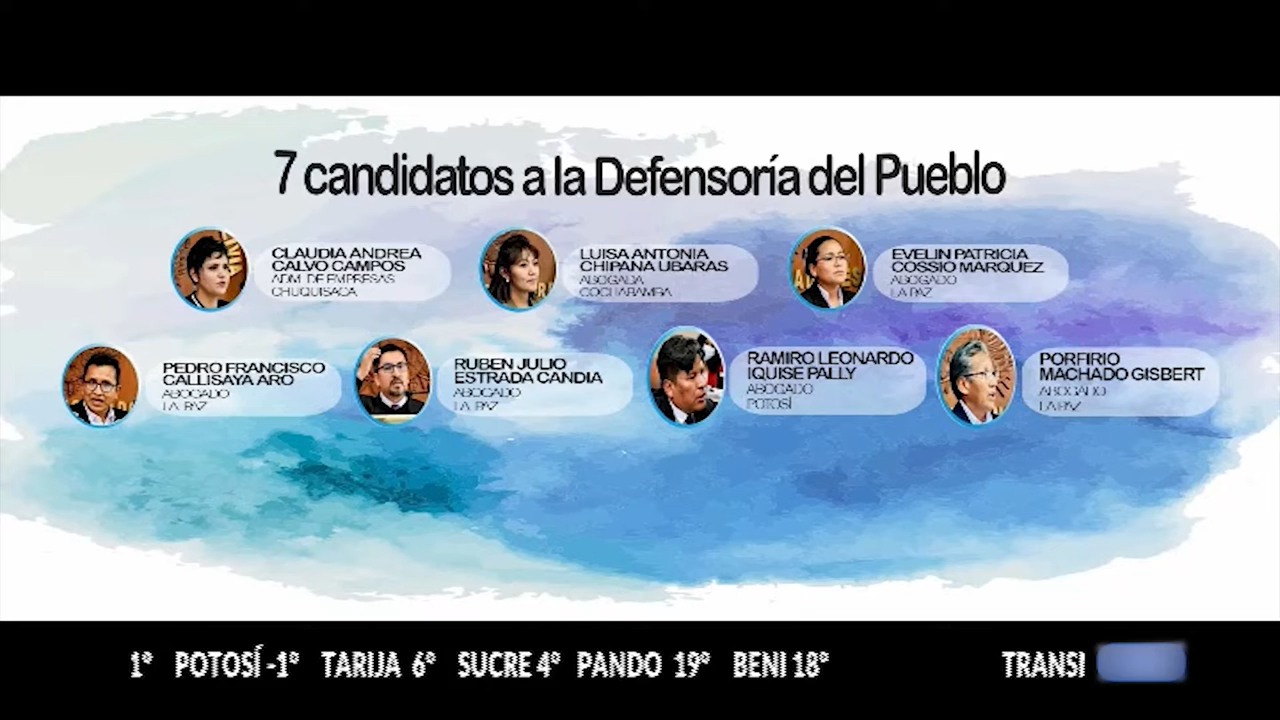 7 candidatos a la Defensoría del Pueblo
CLAUDIA ANDREA
CALVO CAMPOS
ADM. DE EMPRESAS
CHUQUISACA
LUISA ANTONIA
CHIPANA UBARAS
ABOGADA
COCHABAMBA
EVELIN PATRICIA
COSSIO MARQUEZ
ABOGADO
LA PAZ
PEDRO FRANCISCO
CALLISAYA ARO
ABOGADO
LA PAZ
RUBEN JULIO
ESTRADA CANDIA
ABOGADO
LA PAZ
RAMIRO LEONARDO
IQUISE PALLY
ABOGADO
POTOSÍ
PORFIRIO
MACHADO GISBERT
ABOGADO
LA PAZ
1° POTOSÍ -1° TARIJA 6° SUCRE 4° PANDO 19° BENI 18° TRANSI